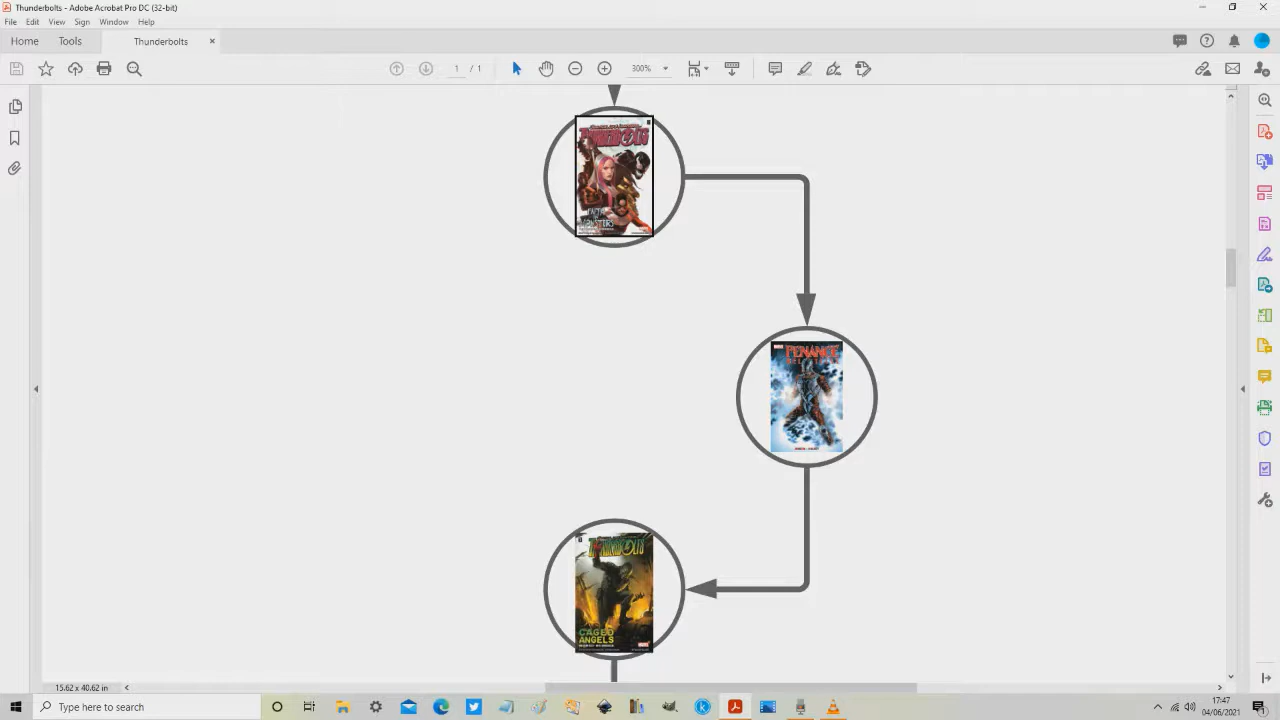 Thunderbolts - Adobe Acrobat Pro DC (32-bit)
File Edit View Sign Window Help
Home Tools Thunderbolts
1 / 1
300%
THUNDERBOLTS
FAITH IN
MONSTERS
MARVEL
PENANCE
THUNDERBOLTS
CAGED
ANGELS
MARVEL
15.62 x 40.62 in
Type here to search
17:47
04/06/2021